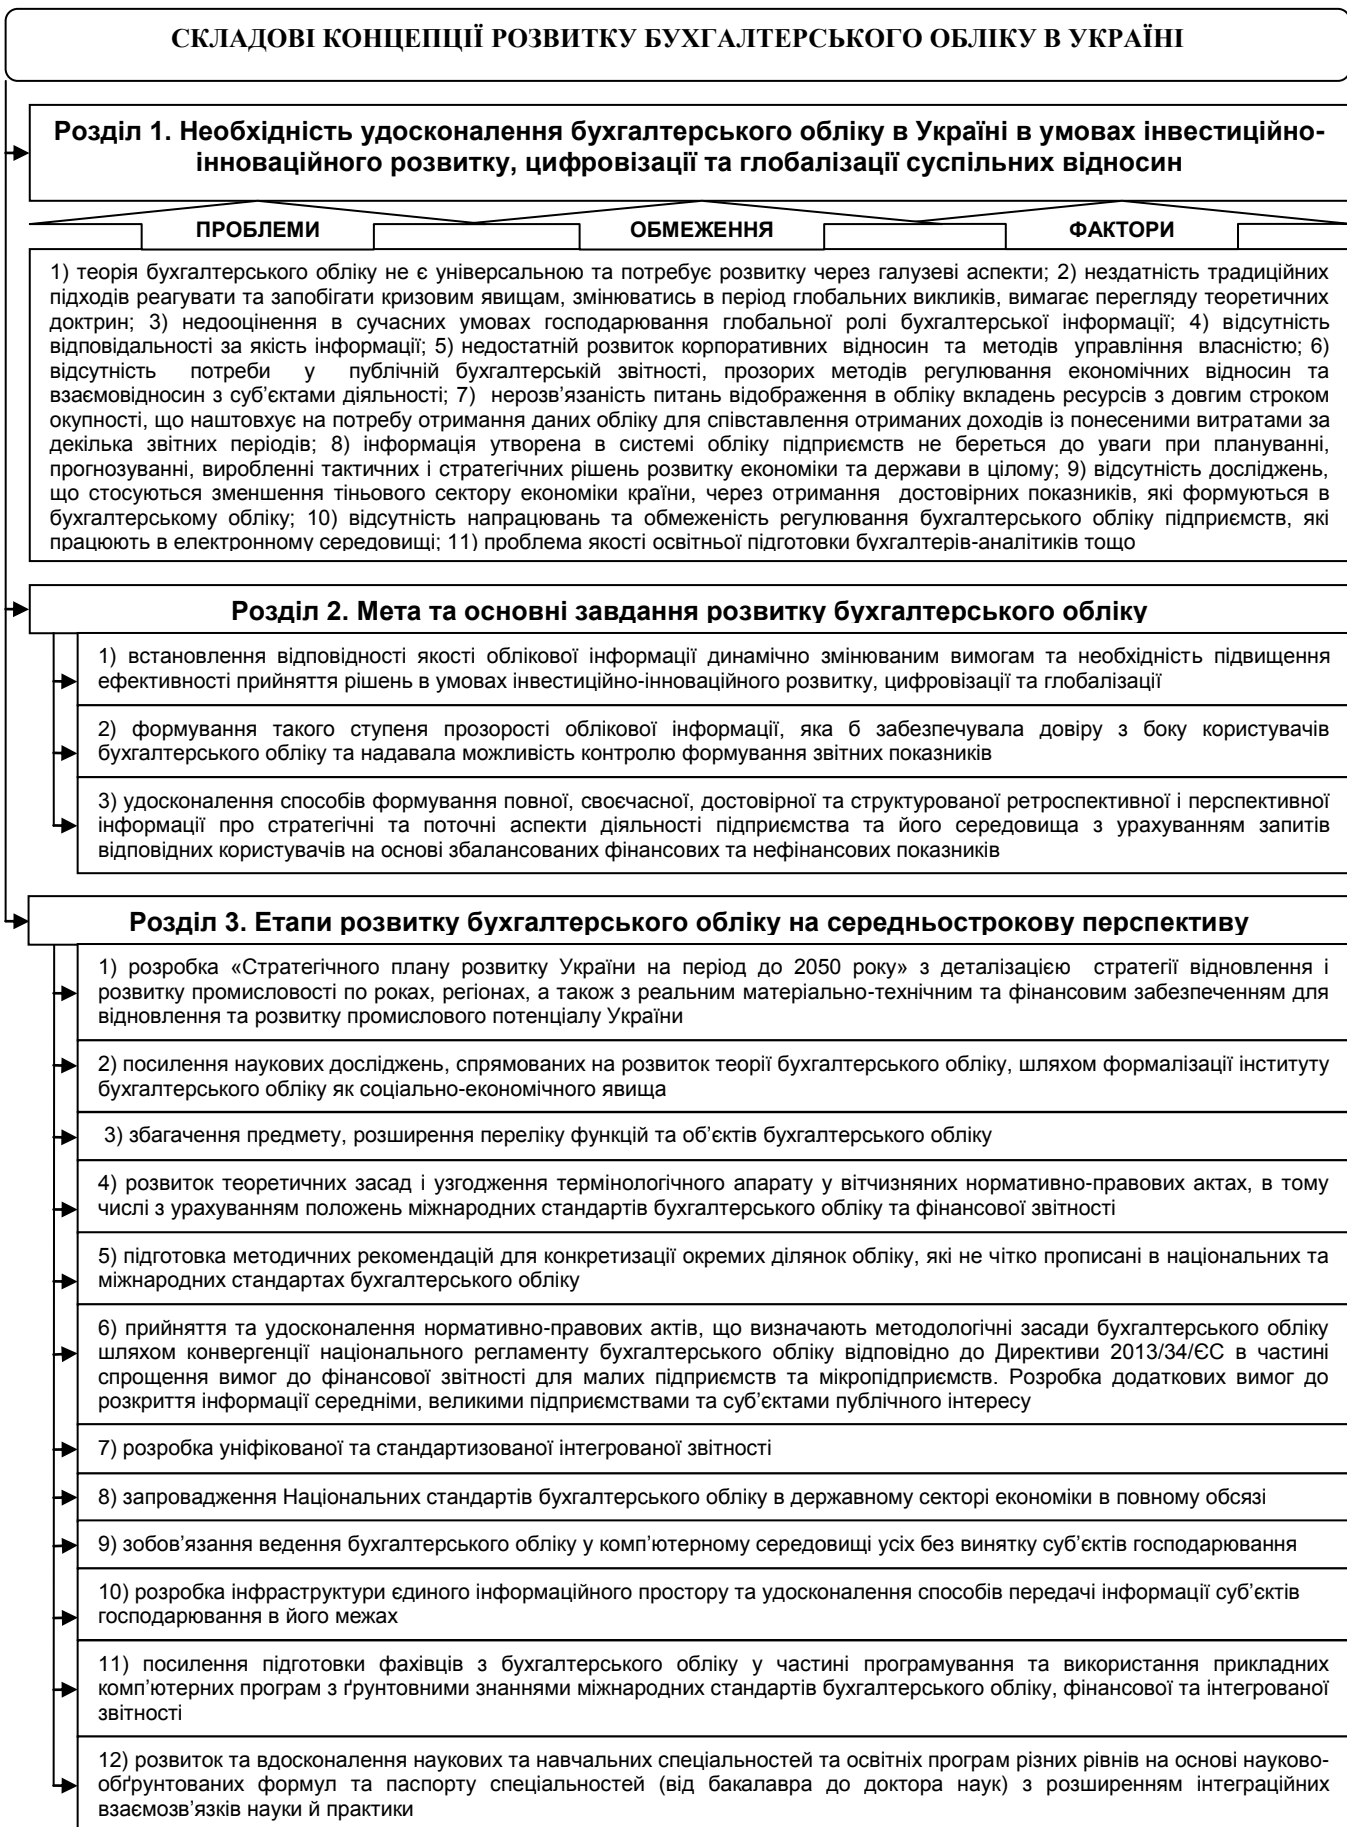 СКЛАДОВІ КОНЦЕПЦІЇ РОЗВИТКУ БУХГАЛТЕРСЬКОГО ОБЛІКУ В УКРАЇНІ
Розділ 1. Необхідність удосконалення бухгалтерського обліку в Україні в умовах інвестиційно-
інноваційного розвитку, цифровізації та глобалізації суспільних відносин
ПРОБЛЕМИ ОБМЕЖЕННЯ ФАКТОРИ
1) теорія бухгалтерського обліку не є універсальною та потребує розвитку через галузеві аспекти; 2) нездатність традиційних
підходів реагувати та запобігати кризовим явищам, змінюватись в період глобальних викликів, вимагає перегляду теоретичних
доктрин; 3) недооцінення в сучасних умовах господарювання глобальної ролі бухгалтерської інформації; 4) відсутність
відповідальності за якість інформації; 5) недостатній розвиток корпоративних відносин та методів управління власністю; 6)
відсутність потреби у публічній бухгалтерській звітності, прозорих методів регулювання економічних відносин та
взаємовідносин з суб’єктами діяльності; 7) нерозв’язаність питань відображення в обліку вкладень ресурсів з довгим строком
окупності, що наштовхує на потребу отримання даних обліку для співставлення отриманих доходів із понесеними витратами за
декілька звітних періодів; 8) інформація утворена в системі обліку підприємств не береться до уваги при плануванні,
прогнозуванні, виробленні тактичних і стратегічних рішень розвитку економіки та держави в цілому; 9) відсутність досліджень,
що стосуються зменшення тіньового сектору економіки країни, через отримання достовірних показників, які формуються в
бухгалтерському обліку; 10) відсутність напрацювань та обмеженість регулювання бухгалтерського обліку підприємств, які
працюють в електронному середовищі; 11) проблема якості освітньої підготовки бухгалтерів-аналітиків тощо
Розділ 2. Мета та основні завдання розвитку бухгалтерського обліку
1) встановлення відповідності якості облікової інформації динамічно змінюваним вимогам та необхідність підвищення
ефективності прийняття рішень в умовах інвестиційно-інноваційного розвитку, цифровізації та глобалізації
2) формування такого ступеня прозорості облікової інформації, яка б забезпечувала довіру з боку користувачів
бухгалтерського обліку та надавала можливість контролю формування звітних показників
3) удосконалення способів формування повної, своєчасної, достовірної та структурованої ретроспективної і перспективної
інформації про стратегічні та поточні аспекти діяльності підприємства та його середовища з урахуванням запитів
відповідних користувачів на основі збалансованих фінансових та нефінансових показників
Розділ 3. Етапи розвитку бухгалтерського обліку на середньострокову перспективу
1) розробка «Стратегічного плану розвитку України на період до 2050 року» з деталізацією стратегії відновлення і
розвитку промисловості по роках, регіонах, а також з реальним матеріально-технічним та фінансовим забезпеченням для
відновлення та розвитку промислового потенціалу України
2) посилення наукових досліджень, спрямованих на розвиток теорії бухгалтерського обліку, шляхом формалізації інституту
бухгалтерського обліку як соціально-економічного явища
3) збагачення предмету, розширення переліку функцій та об’єктів бухгалтерського обліку
4) розвиток теоретичних засад і узгодження термінологічного апарату у вітчизняних нормативно-правових актах, в тому
числі з урахуванням положень міжнародних стандартів бухгалтерського обліку та фінансової звітності
5) підготовка методичних рекомендацій для конкретизації окремих ділянок обліку, які не чітко прописані в національних та
міжнародних стандартах бухгалтерського обліку
6) прийняття та удосконалення нормативно-правових актів, що визначають методологічні засади бухгалтерського обліку
шляхом конвергенції національного регламенту бухгалтерського обліку відповідно до Директиви 2013/34/ЄС в частині
спрощення вимог до фінансової звітності для малих підприємств та мікропідприємств. Розробка додаткових вимог до
розкриття інформації середніми, великими підприємствами та суб’єктами публічного інтересу
7) розробка уніфікованої та стандартизованої інтегрованої звітності
8) запровадження Національних стандартів бухгалтерського обліку в державному секторі економіки в повному обсязі
9) зобов’язання ведення бухгалтерського обліку у комп’ютерному середовищі усіх без винятку суб’єктів господарювання
10) розробка інфраструктури єдиного інформаційного простору та удосконалення способів передачі інформації суб’єктів
господарювання в його межах
11) посилення підготовки фахівців з бухгалтерського обліку у частині програмування та використання прикладних
комп’ютерних програм з ґрунтовними знаннями міжнародних стандартів бухгалтерського обліку, фінансової та інтегрованої
звітності
12) розвиток та вдосконалення наукових та навчальних спеціальностей та освітніх програм різних рівнів на основі науково-
обґрунтованих формул та паспорту спеціальностей (від бакалавра до доктора наук) з розширенням інтеграційних
взаємозв’язків науки й практики